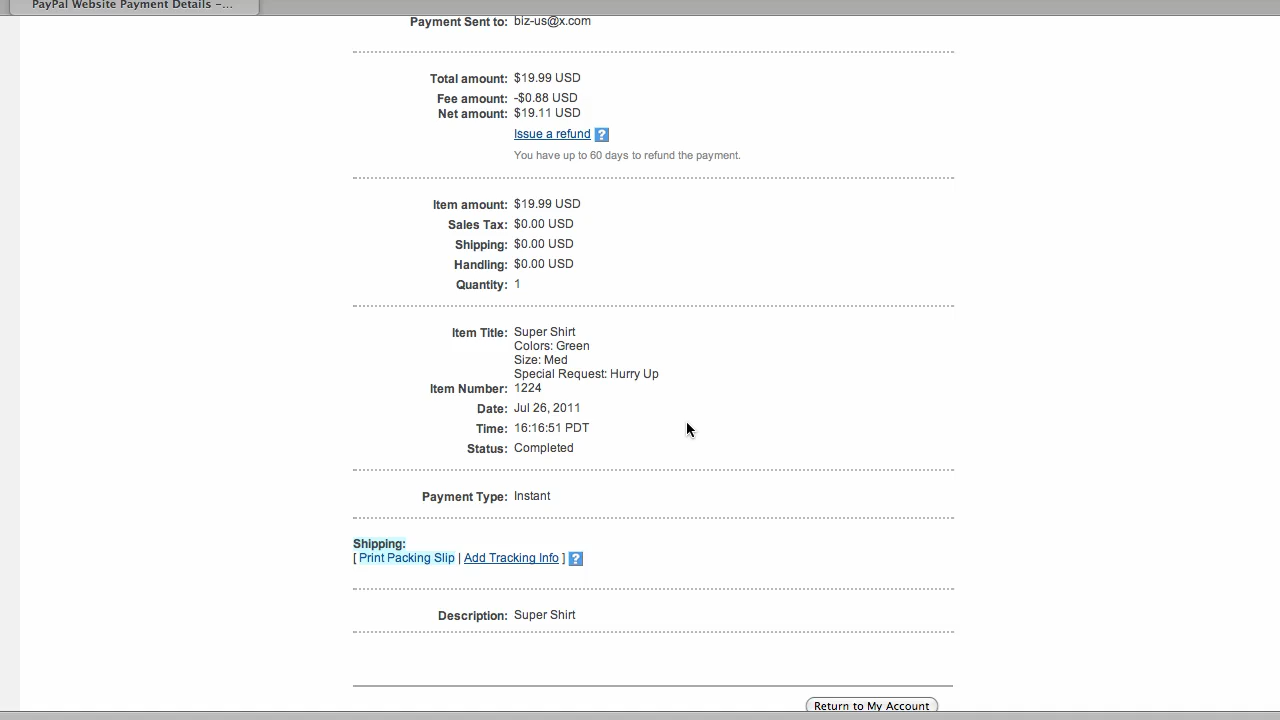 PayPal Website Payment Details –...
Payment Sent to: biz-us@x.com
Total amount: $19.99 USD
Fee amount: -$0.88 USD
Net amount: $19.11 USD
Issue a refund ?
You have up to 60 days to refund the payment.
Item amount: $19.99 USD
Sales Tax: $0.00 USD
Shipping: $0.00 USD
Handling: $0.00 USD
Quantity: 1
Item Title: Super Shirt
Colors: Green
Size: Med
Special Request: Hurry Up
Item Number: 1224
Date: Jul 26, 2011
Time: 16:16:51 PDT
Status: Completed
Payment Type: Instant
Shipping:
[ Print Packing Slip | Add Tracking Info ] ?
Description: Super Shirt
Return to My Account